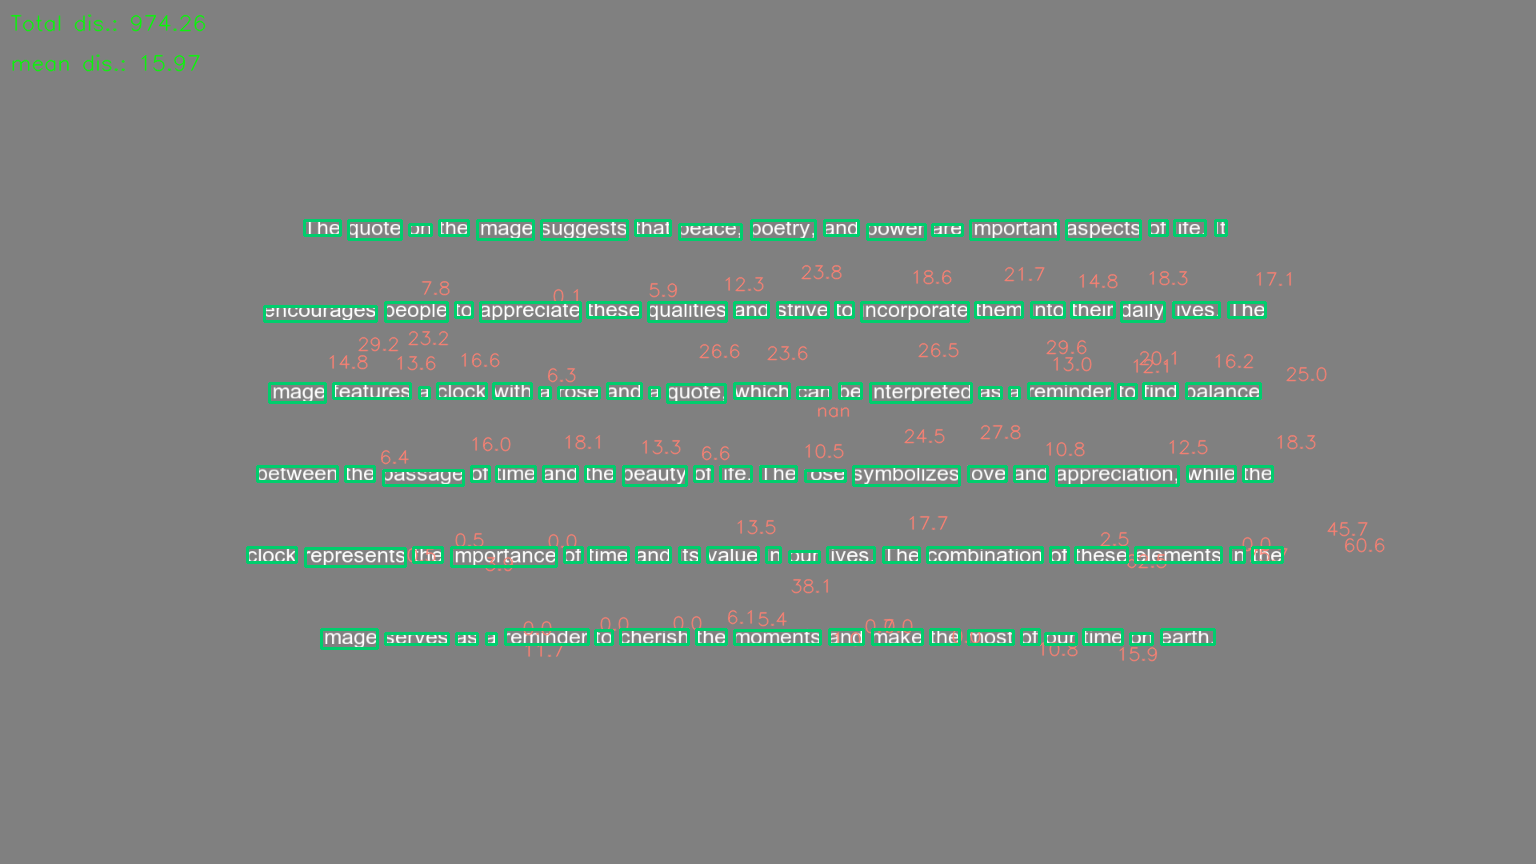 Total dis.: 974.26
mean dis.: 15.97
The quote on the mage suggests that peace, poetry, and power are mportant aspects of ife. It
7.8 0.1 5.9 12.3 23.8 18.6 21.7 14.8 18.3 17.1
encourages people to appreciate these qualities and strive to ncorporate them nto their daily ives. The
29.2 23.2 29.6 20.1
14.8 13.6 16.6 6.3 26.6 23.6 26.5 13.0 12.1 16.2 25.0
mage features a clock with a rose and a quote, which can be nterpreted as a reminder to find balance
nan
6.4 16.0 18.1 13.3 6.6 10.5 24.5 27.8 10.8 12.5 18.3
between the passage of time and the beauty of ife. The ose symbolizes ove and appreciation, while the
0.5 0.0 13.5 17.7 2.5 0.0 45.7 60.6
clock represents the mportance of time and its value in our ives. The combination of these elements in the
38.1
0.0 0.0 0.0 6.1 5.4
mage serves as a reminder to cherish the moments and make the most of our time on earth.
11.7 10.8 15.9